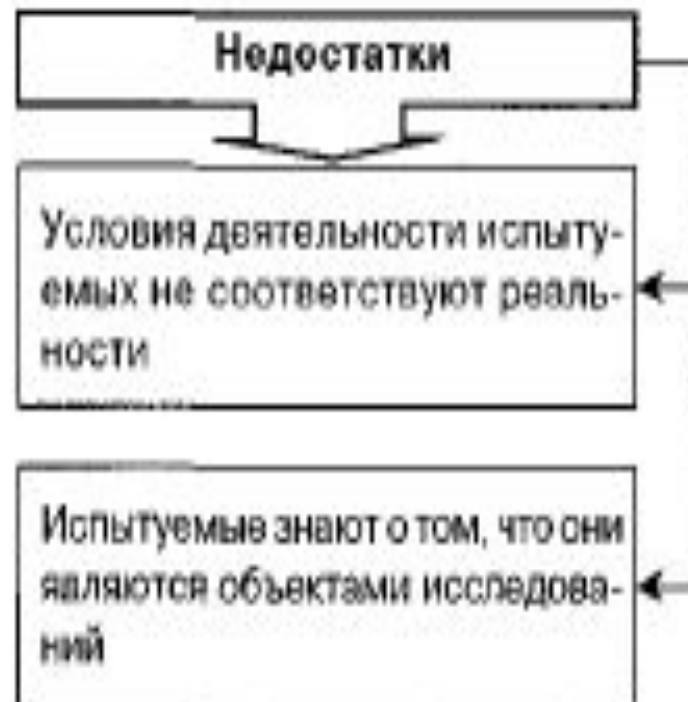 Недостатки
Условия деятельности испыту-
емых не соответствуют реаль-
ности
Испытуемые знают о том, что они
являются объектами исследова-
ний